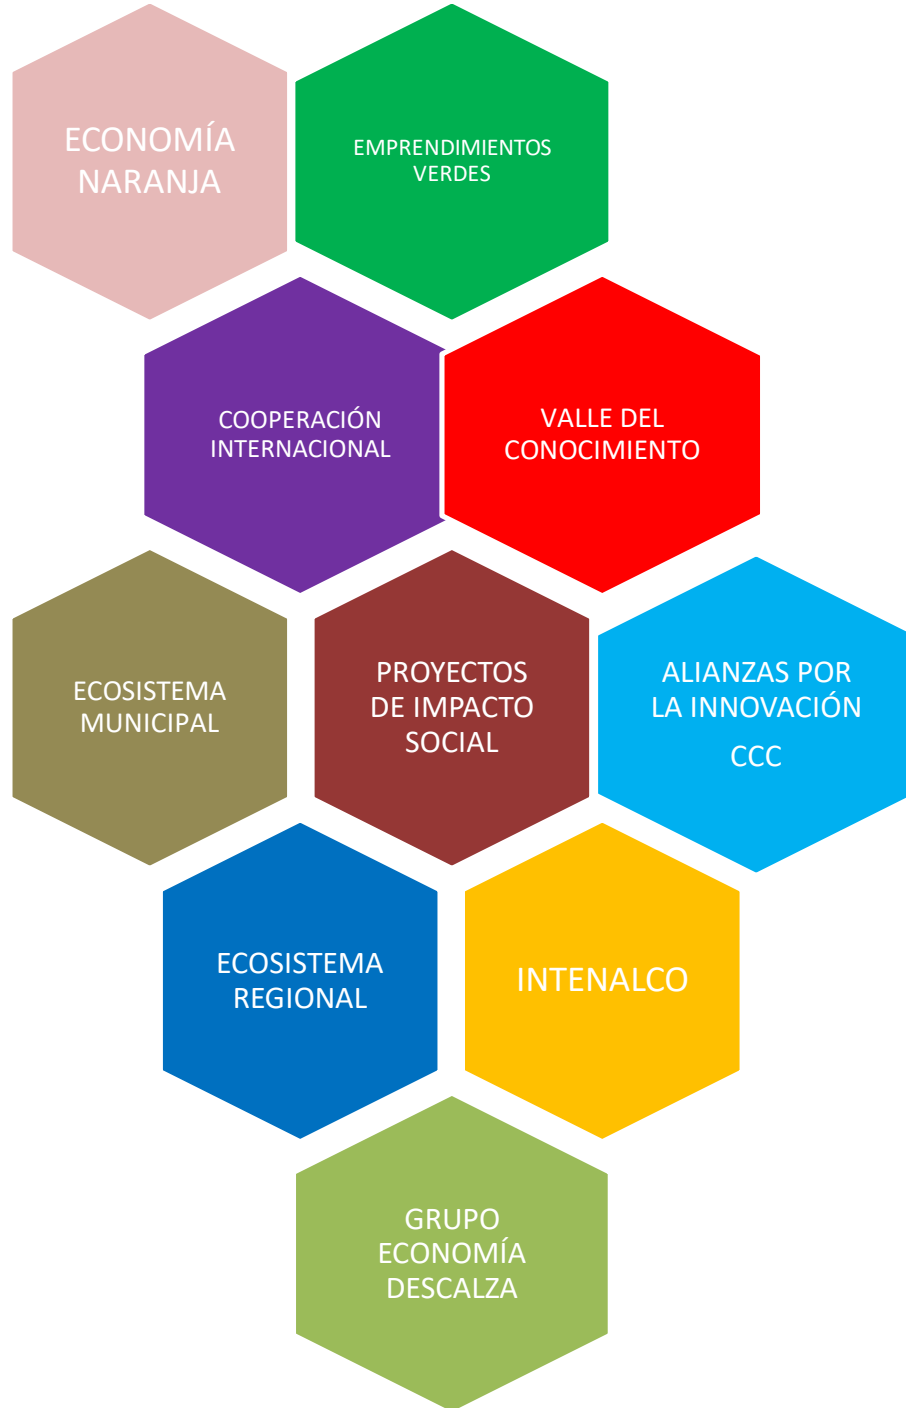 ECONOMÍA
NARANJA
EMPRENDIMIENTOS
VERDES
COOPERACIÓN
INTERNACIONAL
VALLE DEL
CONOCIMIENTO
ECOSISTEMA
MUNICIPAL
PROYECTOS
DE IMPACTO
SOCIAL
ALIANZAS POR
LA INNOVACIÓN
CCC
ECOSISTEMA
REGIONAL
INTENALCO
GRUPO
ECONOMÍA
DESCALZA